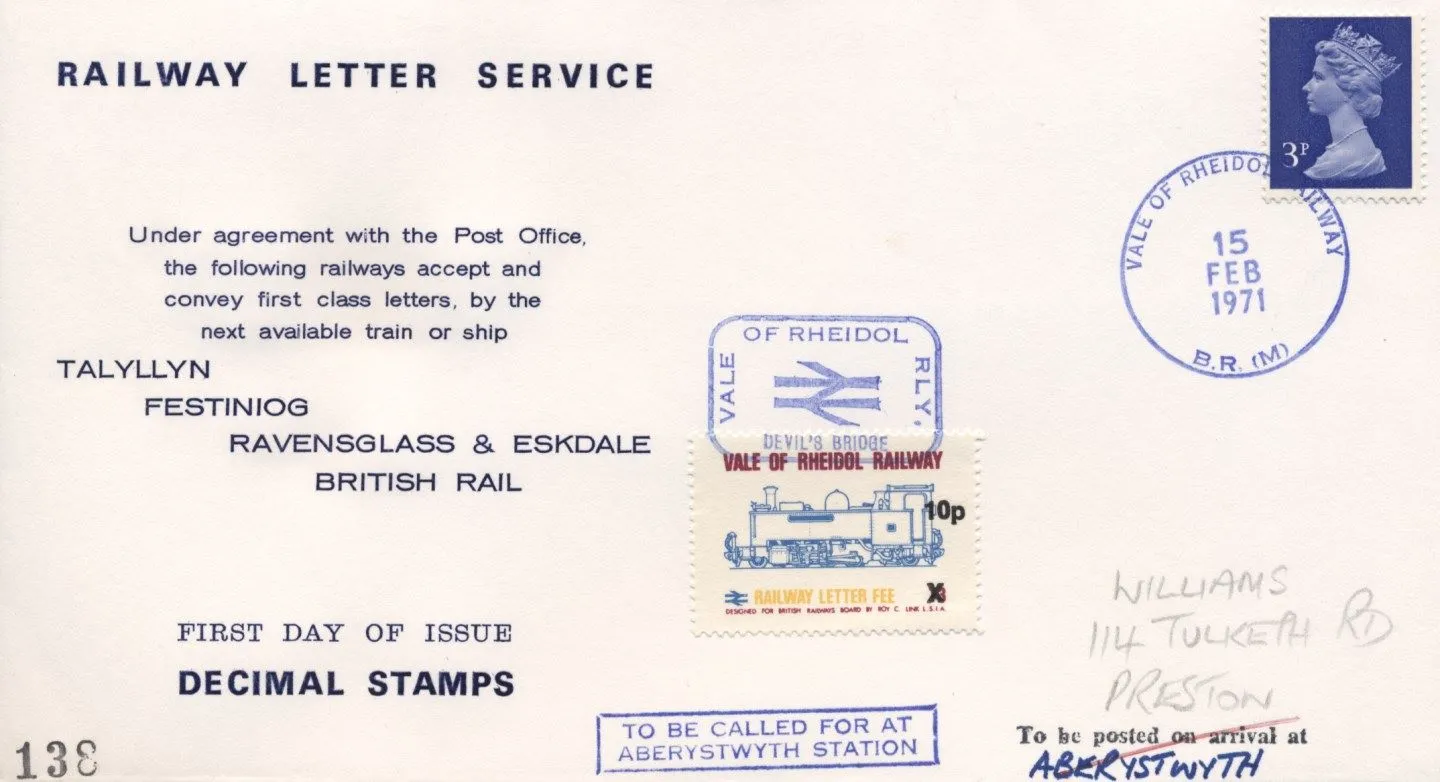 RAILWAY LETTER SERVICE
3P
VALE OF RHEIDOL RAILWAY
15
FEB
1971
B.R. (M)
Under agreement with the Post Office,
the following railways accept and
convey first class letters, by the
next available train or ship
TALYLLYN
FESTINIOG
RAVENSGLASS & ESKDALE
BRITISH RAIL
VALE OF RHEIDOL RLY.
DEVIL'S BRIDGE
VALE OF RHEIDOL RAILWAY
10p
RAILWAY LETTER FEE
DESIGNED FOR BRITISH RAILWAYS BOARD BY ROY C. LINK L.S.I.A.
WILLIAMS
114 TULKETH RD
PRESTON
FIRST DAY OF ISSUE
DECIMAL STAMPS
TO BE CALLED FOR AT
ABERYSTWYTH STATION
To be posted on arrival at
ABERYSTWYTH
138